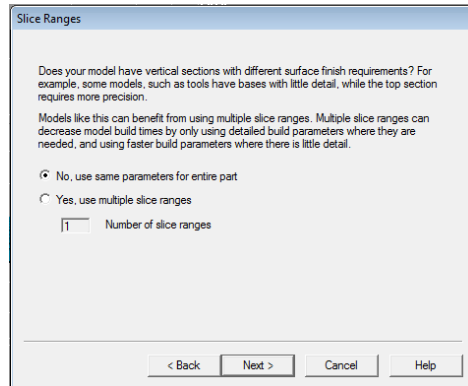 Slice Ranges
Does your model have vertical sections with different surface finish requirements? For
example, some models, such as tools have bases with little detail, while the top section
requires more precision.
Models like this can benefit from using multiple slice ranges. Multiple slice ranges can
decrease model build times by only using detailed build parameters where they are
needed, and using faster build parameters where there is little detail.
No, use same parameters for entire part
Yes, use multiple slice ranges
1 Number of slice ranges
< Back Next > Cancel Help